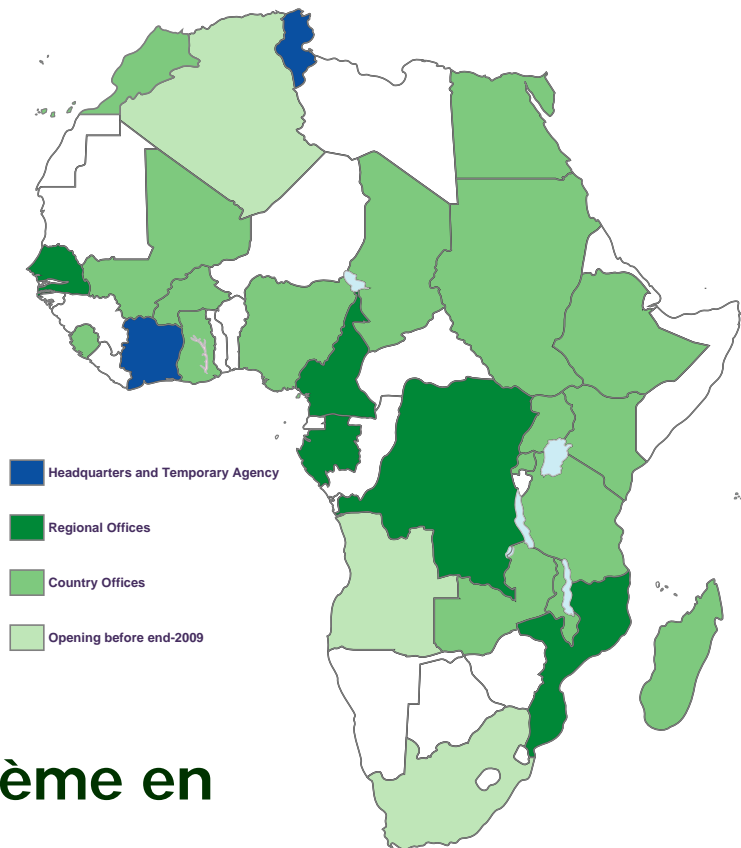 Headquarters and Temporary Agency
Regional Offices
Country Offices
Opening before end-2009
ème en